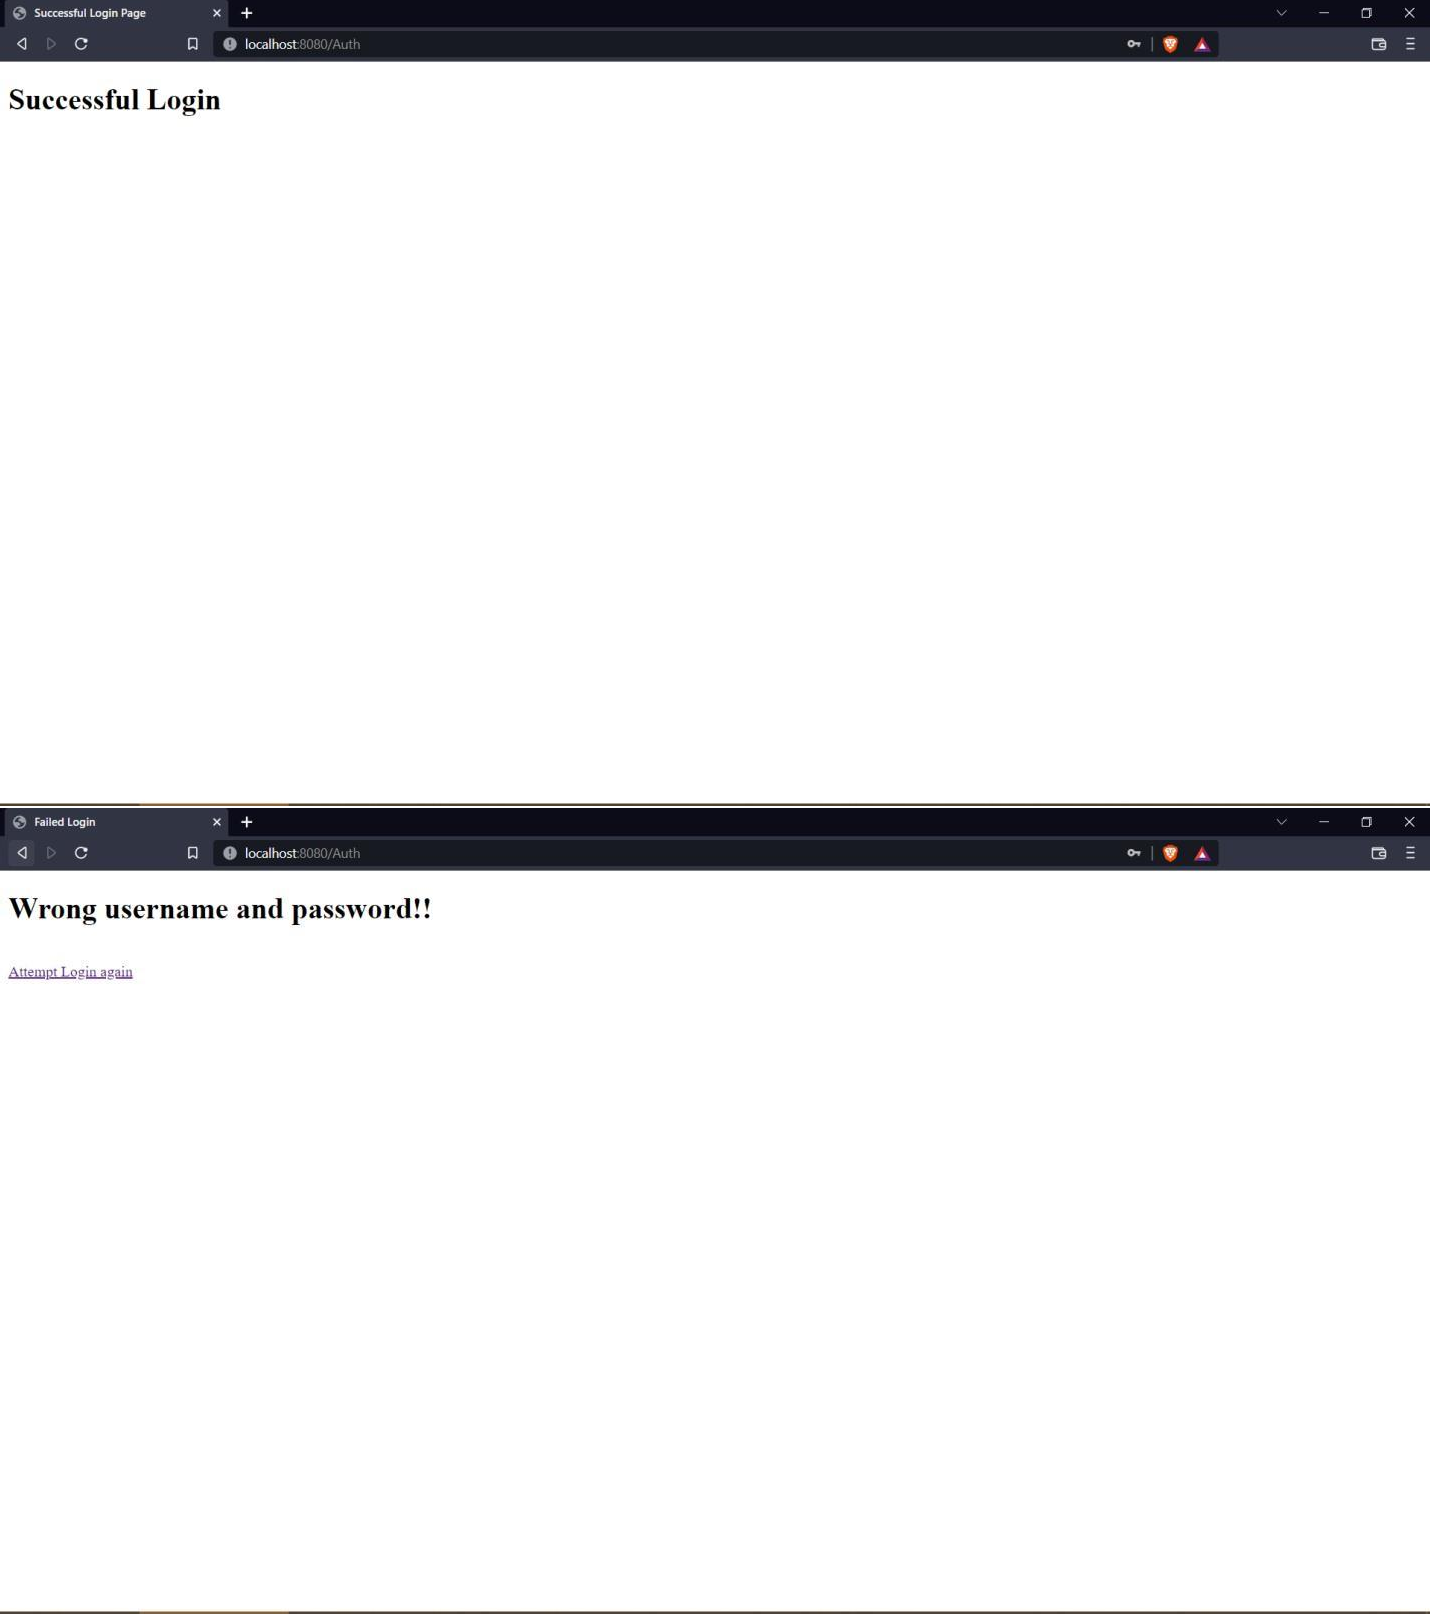 Successful Login Page
localhost:8080/Auth
Successful Login
Failed Login
localhost:8080/Auth
Wrong username and password!!
Attempt Login again